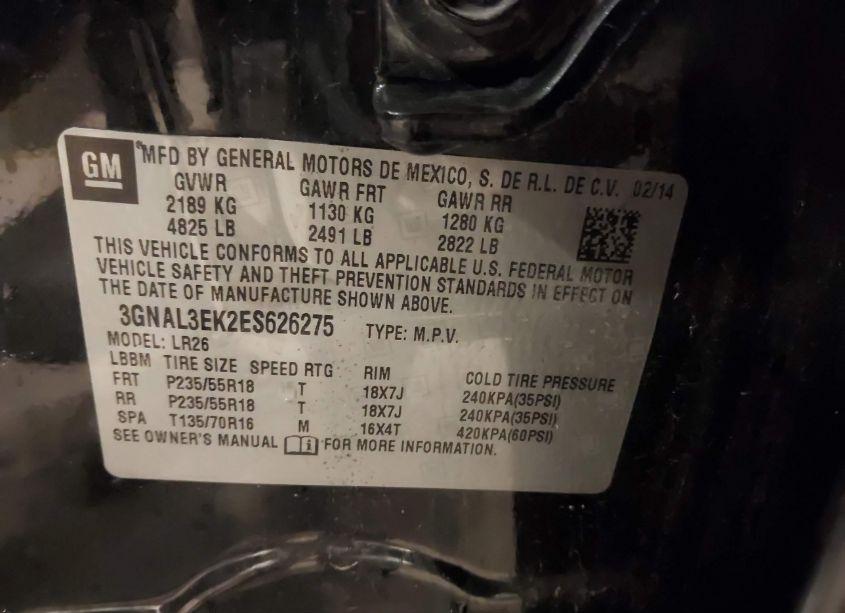 GM
MFD BY GENERAL MOTORS DE MEXICO, S. DE R.L. DE C.V. 02/14
GVWR GAWR FRT GAWR RR
2189 KG 1130 KG 1280 KG
4825 LB 2491 LB 2822 LB
THIS VEHICLE CONFORMS TO ALL APPLICABLE U.S. FEDERAL MOTOR
VEHICLE SAFETY AND THEFT PREVENTION STANDARDS IN EFFECT ON
THE DATE OF MANUFACTURE SHOWN ABOVE.
3GNAL3EK2ES626275 TYPE: M.P.V.
MODEL: LR26
LBBM TIRE SIZE SPEED RTG RIM COLD TIRE PRESSURE
FRT P235/55R18 T 18X7J 240KPA(35PSI)
RR P235/55R18 T 18X7J 240KPA(35PSI)
SPA T135/70R16 M 16X4T 420KPA(60PSI)
SEE OWNER'S MANUAL FOR MORE INFORMATION.